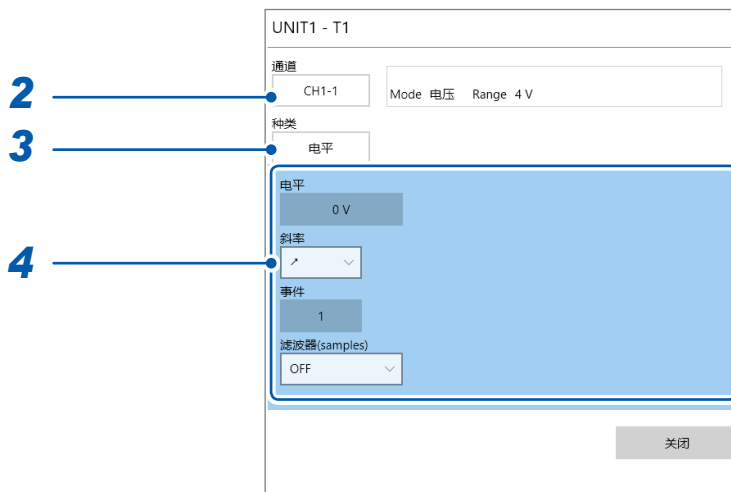 UNIT1 - T1
通道
2
CH1-1
Mode 电压 Range 4 V
种类
3
电平
电平
0 V
斜率
4
↗
事件
1
滤波器(samples)
OFF
关闭